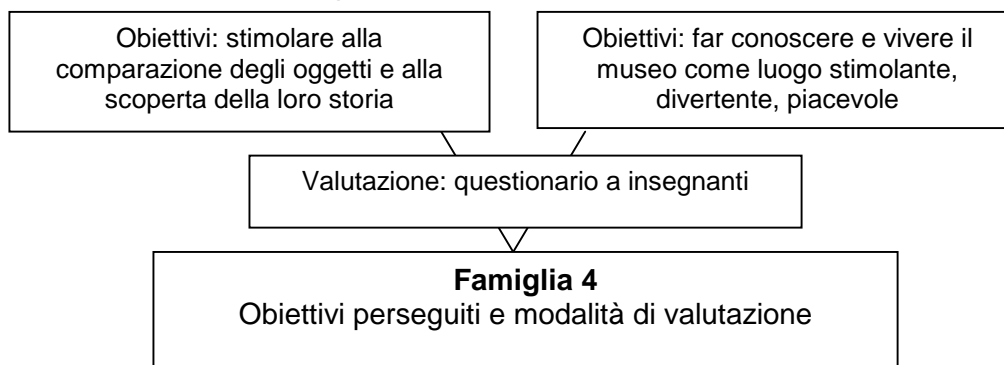 Obiettivi: stimolare alla
comparazione degli oggetti e alla
scoperta della loro storia
Obiettivi: far conoscere e vivere il
museo come luogo stimolante,
divertente, piacevole
Valutazione: questionario a insegnanti
Famiglia 4
Obiettivi perseguiti e modalità di valutazione